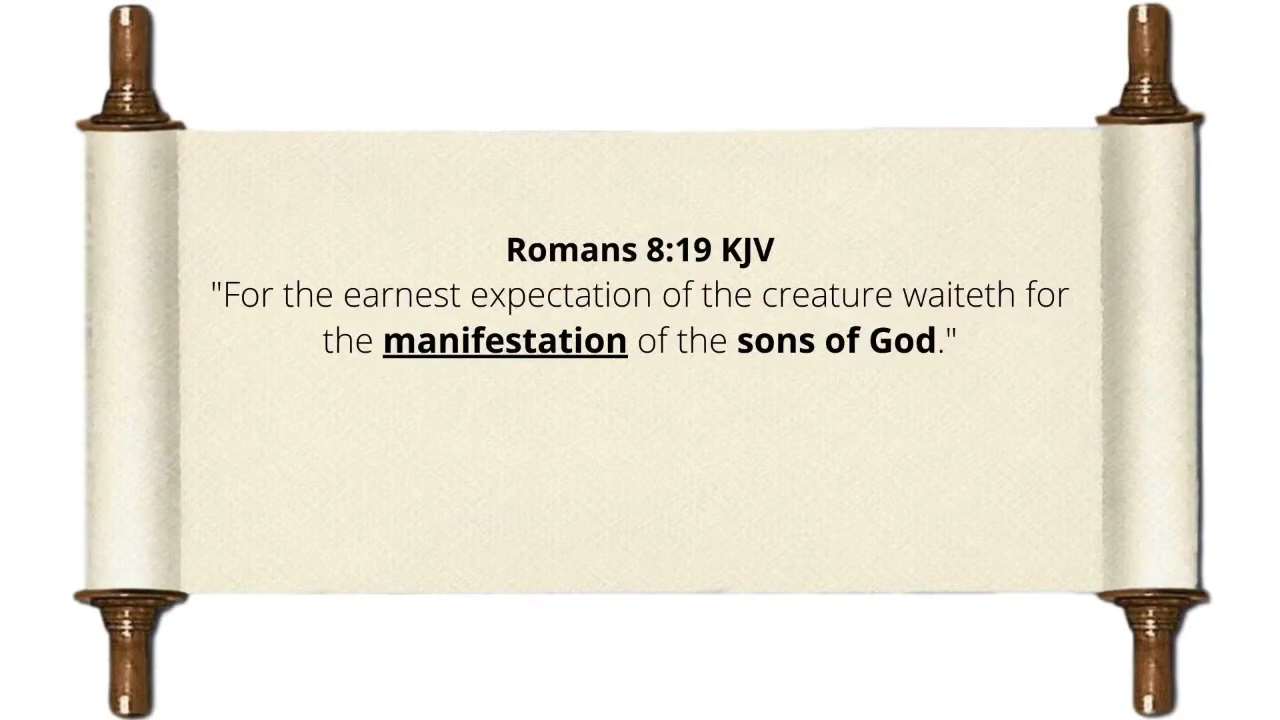 Romans 8:19 KJV
"For the earnest expectation of the creature waiteth for
the manifestation of the sons of God."